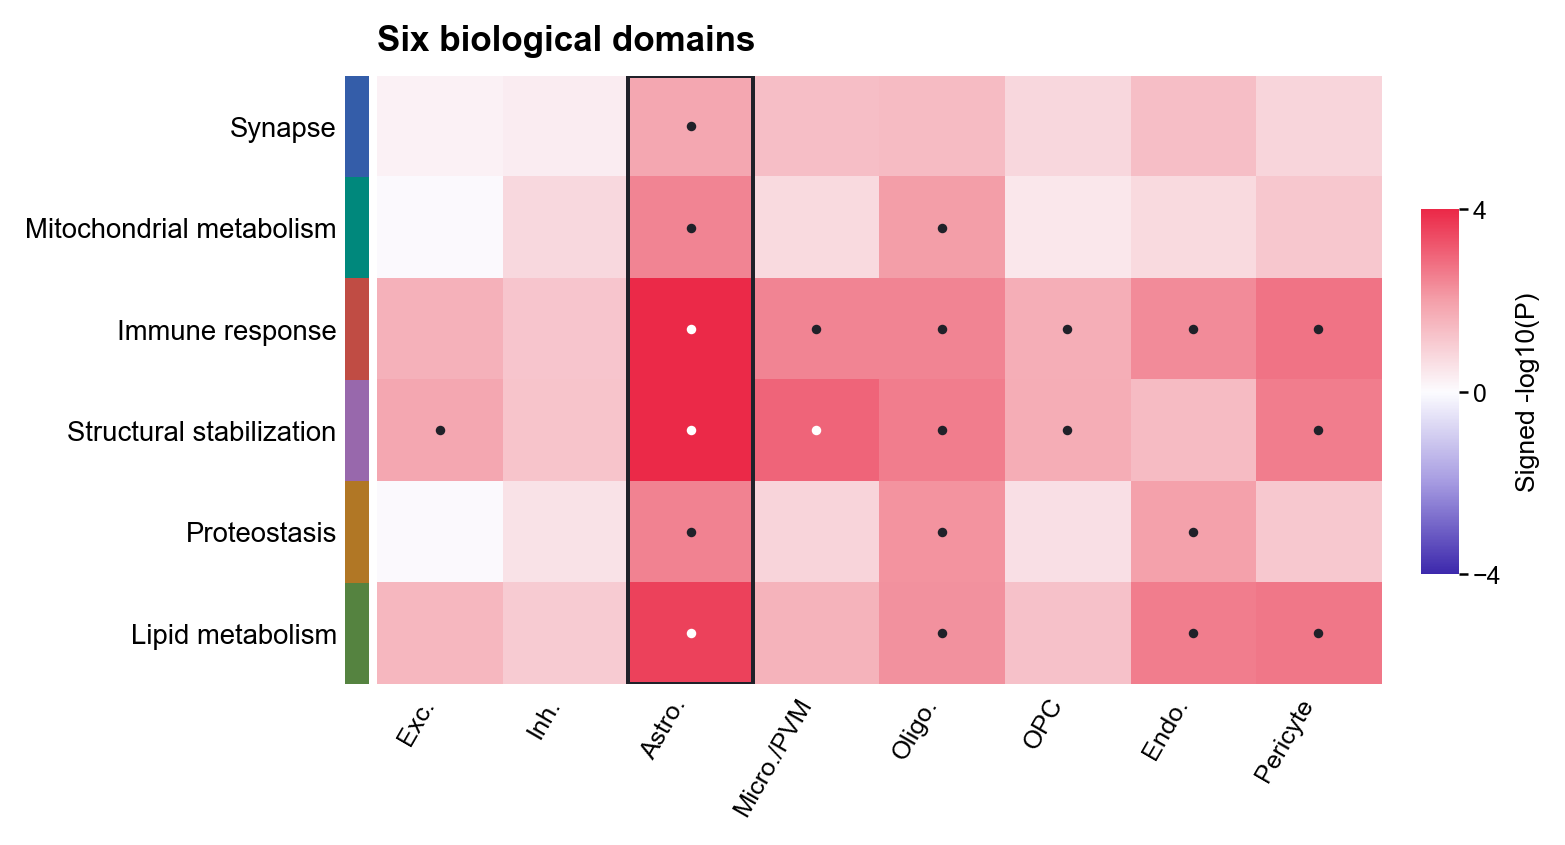 Six biological domains
Synapse
Mitochondrial metabolism
Immune response
Structural stabilization
Proteostasis
Lipid metabolism
Exc.
Inh.
Astro.
Micro./PVM
Oligo.
OPC
Endo.
Pericyte
4
0
−4
Signed -log10(P)